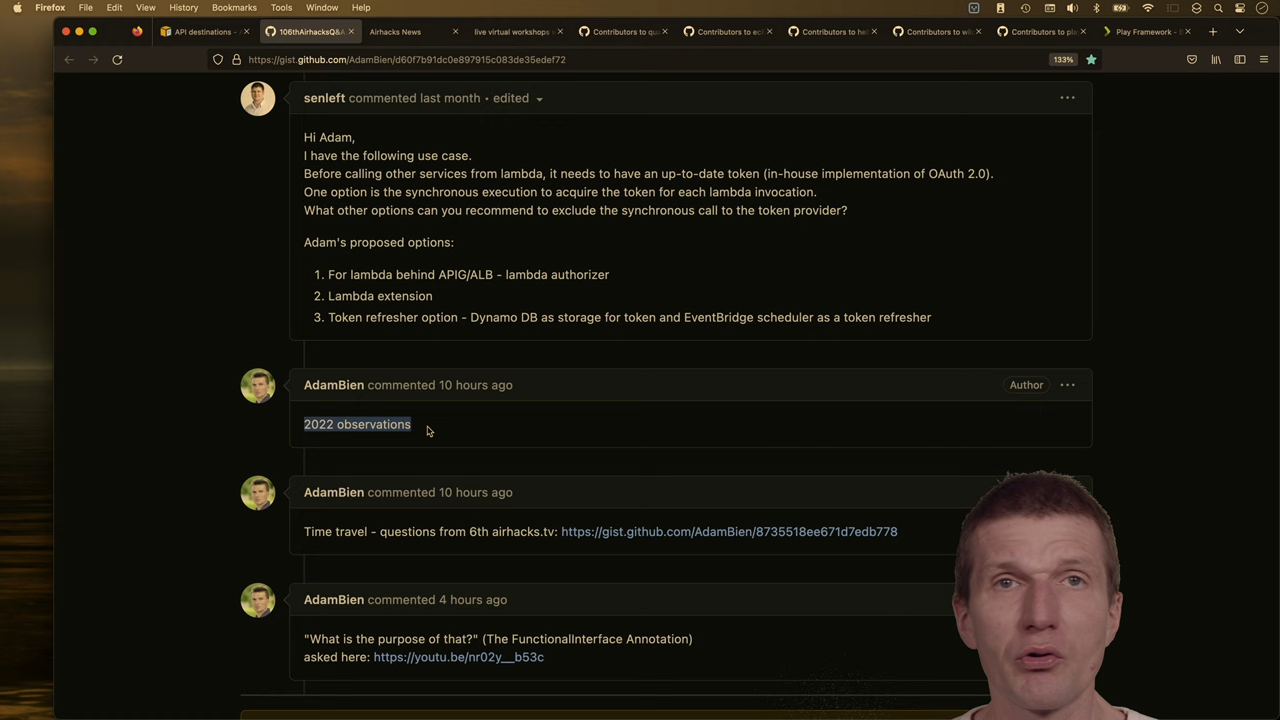 Firefox File Edit View History Bookmarks Tools Window Help
API destinations - A
106thAirhacksQ&A
Airhacks News
live virtual workshops
Contributors to qua
Contributors to ecl
Contributors to hel
Contributors to wil
Contributors to pla
Play Framework - B
https://gist.github.com/AdamBien/d60f7b91dc0e897915c083de35edef72
133%
senleft commented last month • edited
Hi Adam,
I have the following use case.
Before calling other services from lambda, it needs to have an up-to-date token (in-house implementation of OAuth 2.0).
One option is the synchronous execution to acquire the token for each lambda invocation.
What other options can you recommend to exclude the synchronous call to the token provider?
Adam's proposed options:
1. For lambda behind APIG/ALB - lambda authorizer
2. Lambda extension
3. Token refresher option - Dynamo DB as storage for token and EventBridge scheduler as a token refresher
AdamBien commented 10 hours ago
Author
2022 observations
AdamBien commented 10 hours ago
Time travel - questions from 6th airhacks.tv: https://gist.github.com/AdamBien/8735518ee671d7edb778
AdamBien commented 4 hours ago
"What is the purpose of that?" (The FunctionalInterface Annotation)
asked here: https://youtu.be/nr02y__b53c